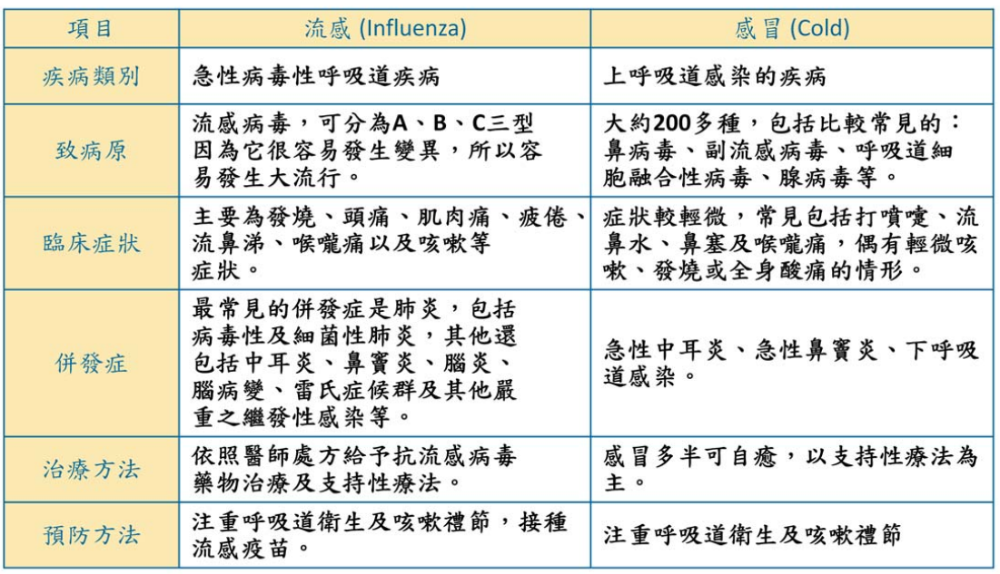 項目 流感 (Influenza) 感冒 (Cold)
疾病類別 急性病毒性呼吸道疾病 上呼吸道感染的疾病
致病原
流感病毒，可分為A、B、C三型
因為它很容易發生變異，所以容
易發生大流行。
大約200多種，包括比較常見的：
鼻病毒、副流感病毒、呼吸道細
胞融合性病毒、腺病毒等。
臨床症狀
主要為發燒、頭痛、肌肉痛、疲倦、
流鼻涕、喉嚨痛以及咳嗽等
症狀。
症狀較輕微，常見包括打噴嚏、流
鼻水、鼻塞及喉嚨痛，偶有輕微咳
嗽、發燒或全身酸痛的情形。
併發症
最常見的併發症是肺炎，包括
病毒性及細菌性肺炎，其他還
包括中耳炎、鼻竇炎、腦炎、
腦病變、雷氏症候群及其他嚴
重之繼發性感染等。
急性中耳炎、急性鼻竇炎、下呼吸
道感染。
治療方法
依照醫師處方給予抗流感病毒
藥物治療及支持性療法。
感冒多半可自癒，以支持性療法為
主。
預防方法
注重呼吸道衛生及咳嗽禮節，接種
流感疫苗。
注重呼吸道衛生及咳嗽禮節